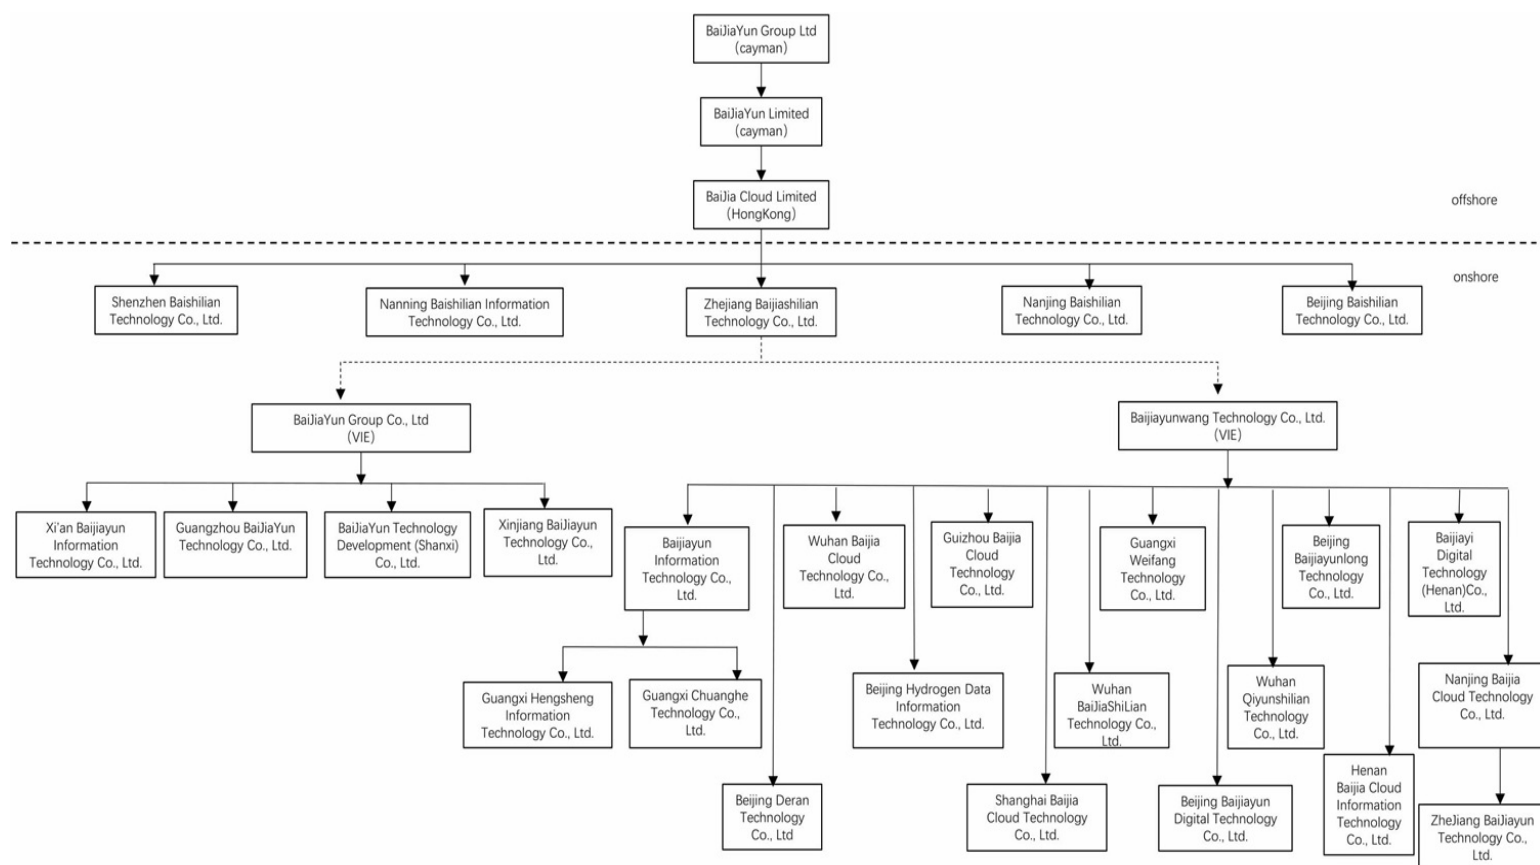 BaiJiaYun Group Ltd
(cayman)
BaiJiaYun Limited
(cayman)
BaiJia Cloud Limited
(HongKong)
offshore
onshore
Shenzhen Baishilian
Technology Co., Ltd.
Nanning Baishilian Information
Technology Co., Ltd.
Zhejiang Baijiashilian
Technology Co., Ltd.
Nanjing Baishilian
Technology Co., Ltd.
Beijing Baishilian
Technology Co., Ltd.
BaiJiaYun Group Co., Ltd
(VIE)
Baijiayunwang Technology Co., Ltd.
(VIE)
Xi'an Baijiayun
Information
Technology Co., Ltd.
Guangzhou BaiJiaYun
Technology Co., Ltd.
BaiJiaYun Technology
Development (Shanxi)
Co., Ltd.
Xinjiang BaiJiayun
Technology Co.,
Ltd.
Baijiayun
Information
Technology Co.,
Ltd.
Wuhan Baijia
Cloud
Technology Co.,
Ltd.
Guizhou Baijia
Cloud
Technology
Co., Ltd.
Guangxi
Weifang
Technology
Co., Ltd.
Beijing
Baijiayunlong
Technology
Co., Ltd.
Baijiayi
Digital
Technology
(Henan)Co.,
Ltd.
Guangxi Hengsheng
Information
Technology Co., Ltd.
Guangxi Chuanghe
Technology Co.,
Ltd.
Beijing Hydrogen Data
Information
Technology Co., Ltd.
Wuhan
BaiJiaShiLian
Technology Co.,
Ltd.
Wuhan
Qiyunshilian
Technology
Co., Ltd.
Nanjing Baijia
Cloud Technology
Co., Ltd.
Beijing Deran
Technology
Co., Ltd
Shanghai Baijia
Cloud Technology
Co., Ltd.
Beijing Baijiayun
Digital Technology
Co., Ltd.
Henan
Baijia Cloud
Information
Technology
Co., Ltd.
ZheJiang BaiJiayun
Technology Co.,
Ltd.